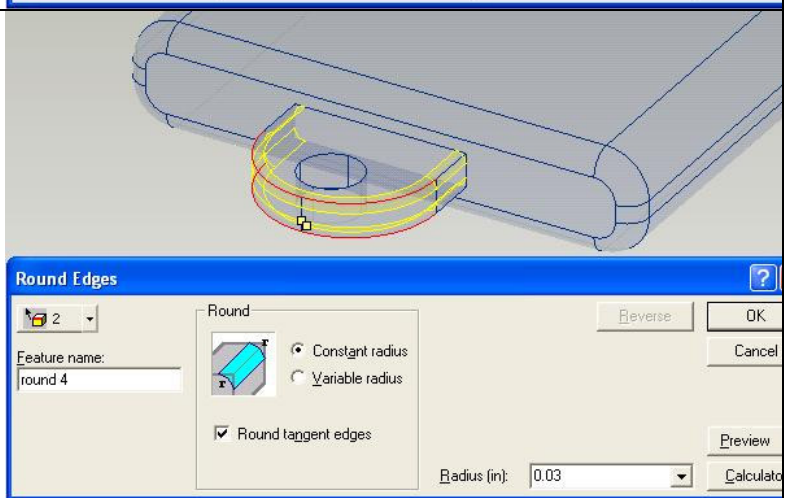 Round Edges
?
2
Feature name:
round 4
Round
r
r
Constant radius
Variable radius
Round tangent edges
Reverse
OK
Cancel
Preview
Radius (in): 0.03
Calculato